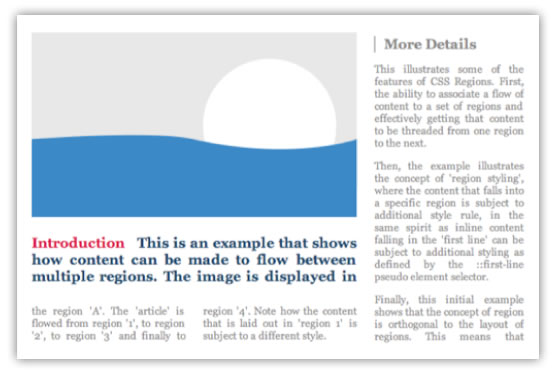 Introduction This is an example that shows
how content can be made to flow between
multiple regions. The image is displayed in
the region 'A'. The 'article' is
flowed from region '1', to region
'2', to region '3' and finally to
region '4'. Note how the content
that is laid out in 'region 1' is
subject to a different style.
More Details
This illustrates some of the
features of CSS Regions. First,
the ability to associate a flow of
content to a set of regions and
effectively getting that content
to be threaded from one region
to the next.
Then, the example illustrates
the concept of 'region styling',
where the content that falls into
a specific region is subject to
additional style rule, in the
same spirit as inline content
falling in the 'first line' can be
subject to additional styling as
defined by the ::first-line
pseudo element selector.
Finally, this initial example
shows that the concept of region
is orthogonal to the layout of
regions. This means that